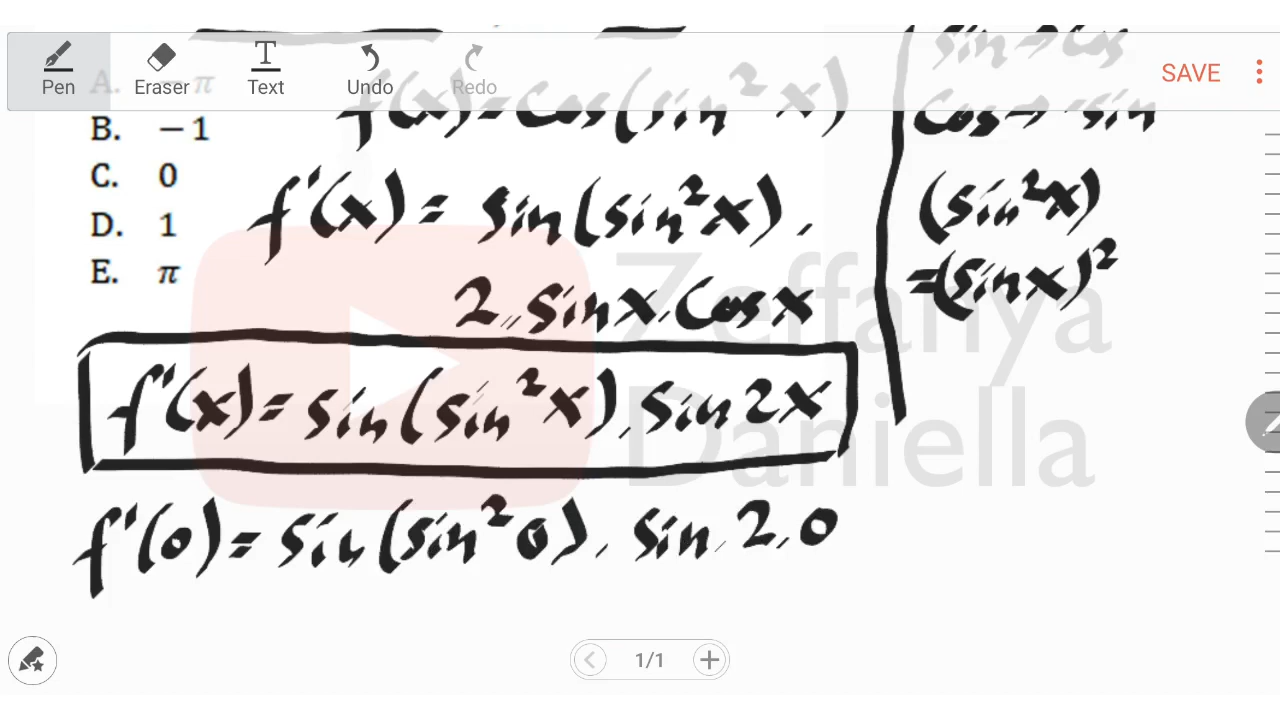 Pen
Eraser
Text
Undo
Redo
SAVE
A. −π
B. −1
C. 0
D. 1
E. π
f(x)=Cos(sin²x)
f'(x)= sin(sin²x).
2.sinx.Cosx
f'(x)=sin(sin²x).sin2x
f'(0)=sin(sin²0).sin.2.0
sin→Cos
Cos→-sin
(sin²x)
=(sinx)²
Zeffanya
Daniella
1/1